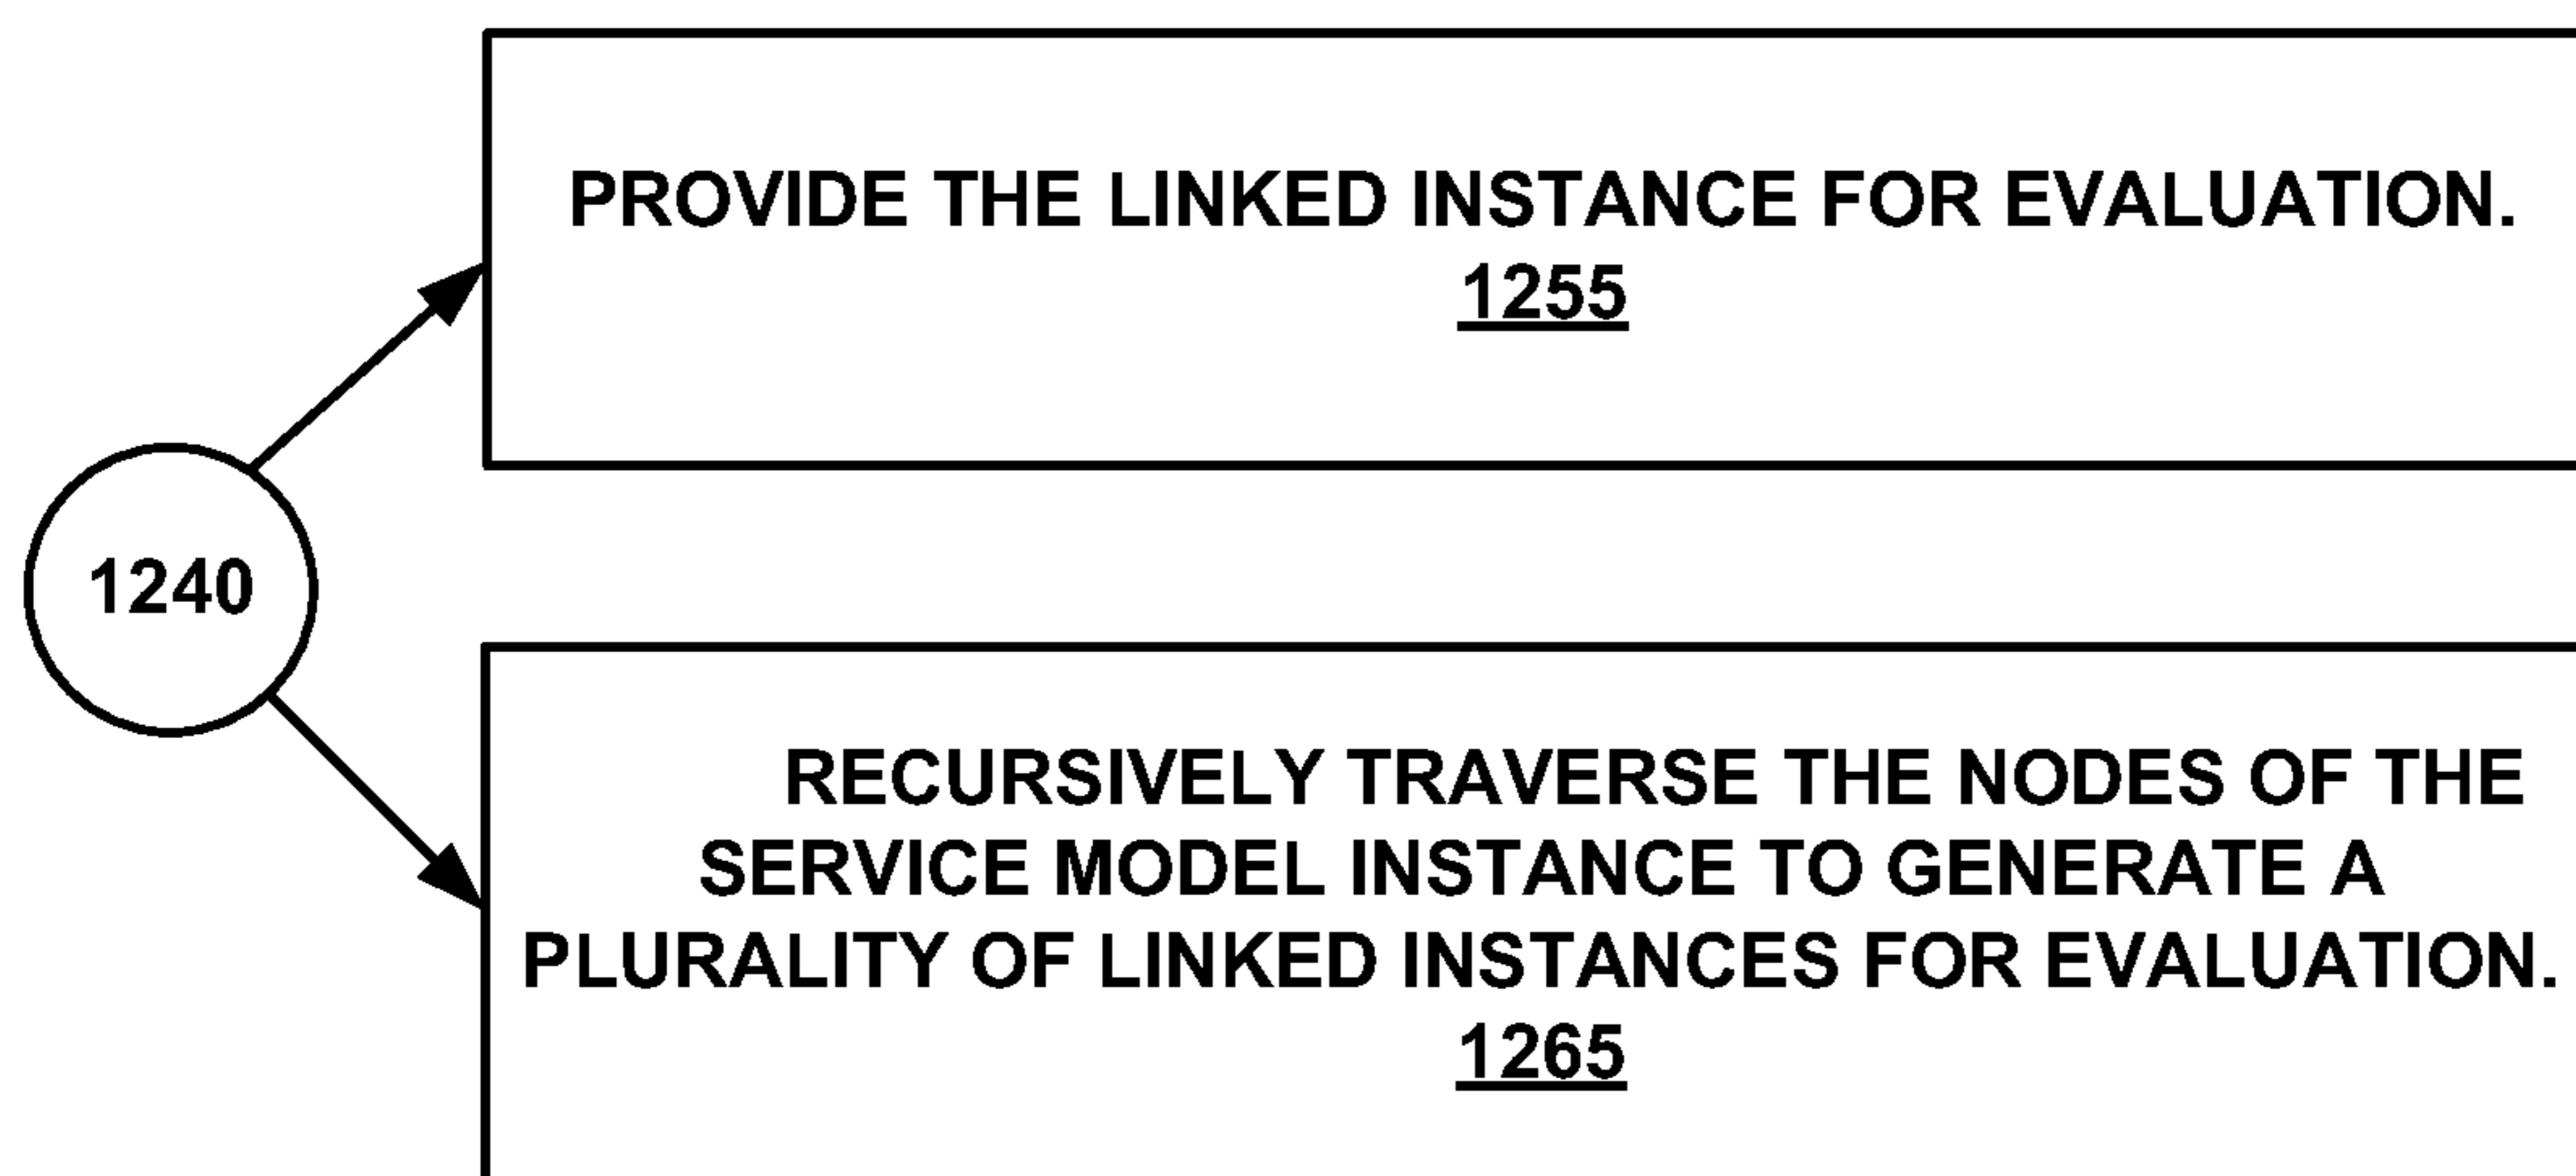 PROVIDE THE LINKED INSTANCE FOR EVALUATION.
1255
1240
RECURSIVELY TRAVERSE THE NODES OF THE
SERVICE MODEL INSTANCE TO GENERATE A
PLURALITY OF LINKED INSTANCES FOR EVALUATION.
1265